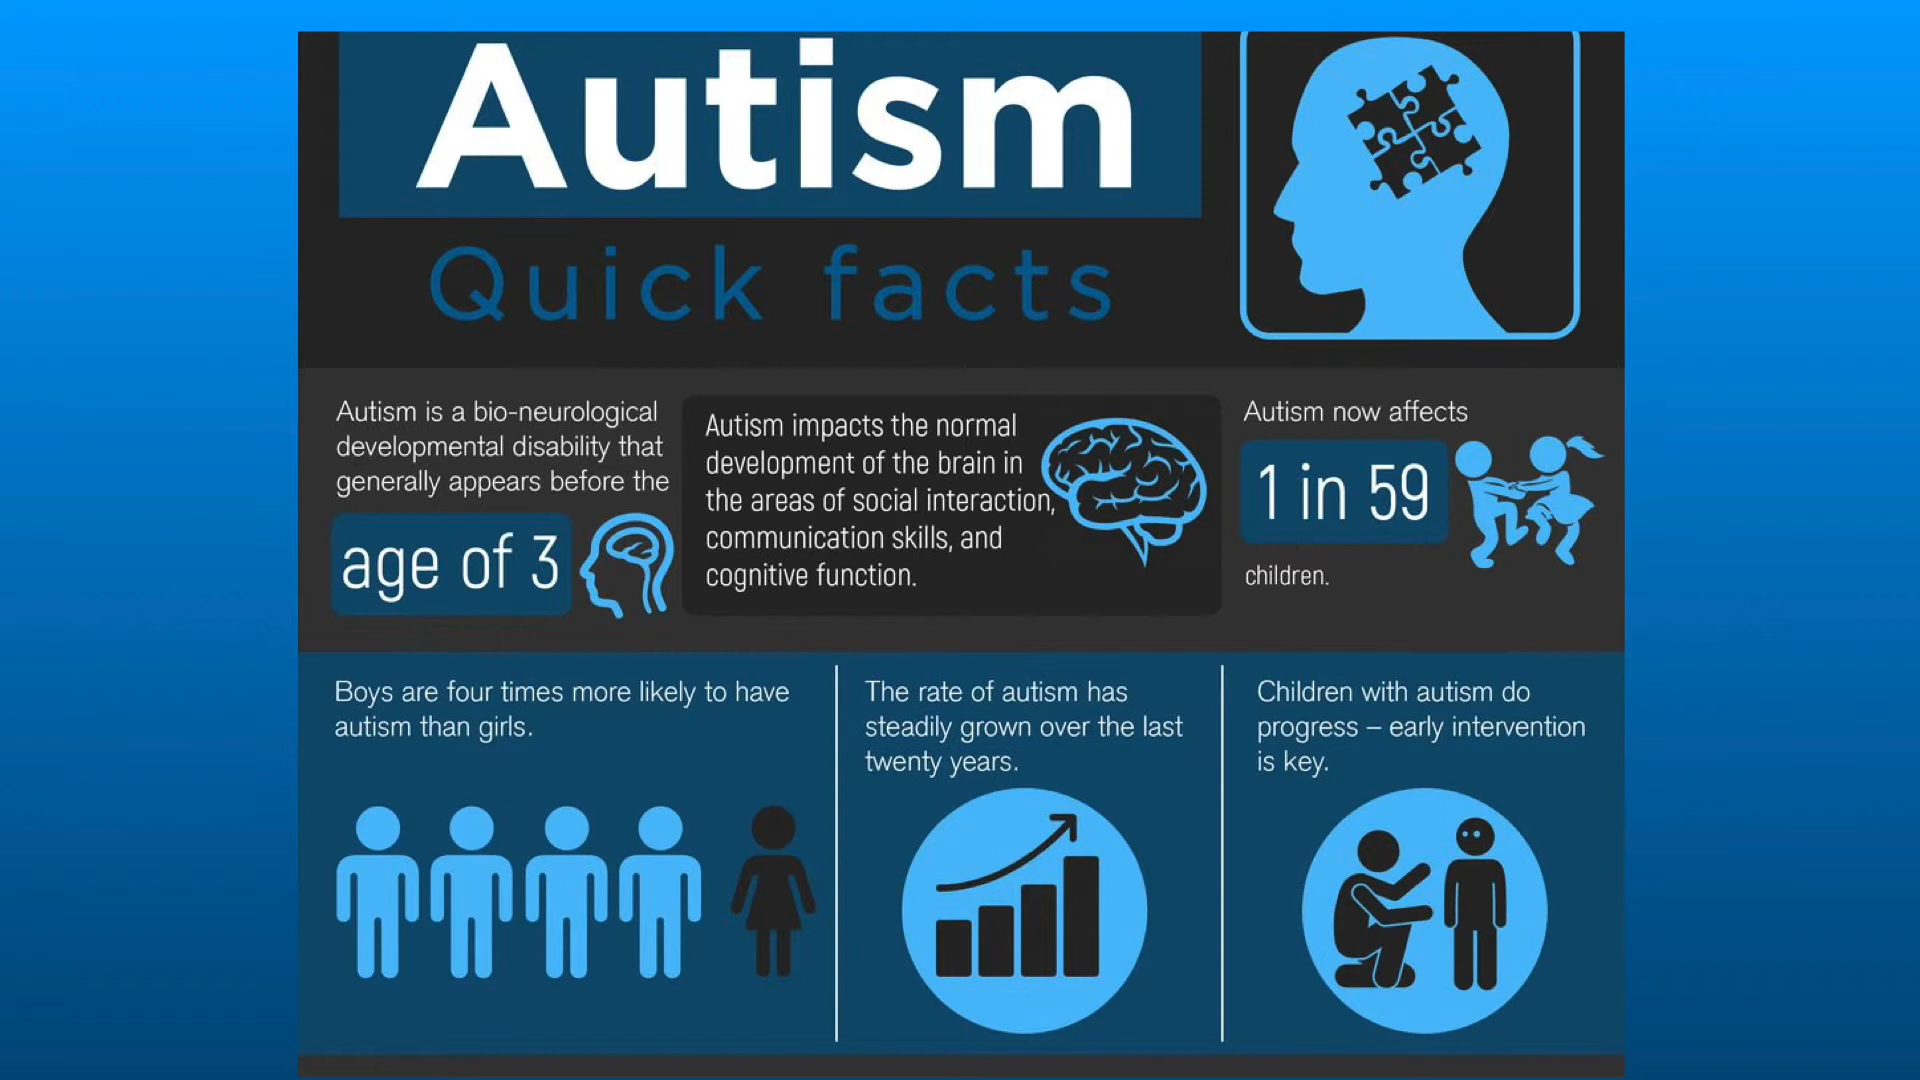 Autism
Quick facts
Autism is a bio-neurological
developmental disability that
generally appears before the
age of 3
Autism impacts the normal
development of the brain in
the areas of social interaction,
communication skills, and
cognitive function.
Autism now affects
1 in 59
children.
Boys are four times more likely to have
autism than girls.
The rate of autism has
steadily grown over the last
twenty years.
Children with autism do
progress – early intervention
is key.